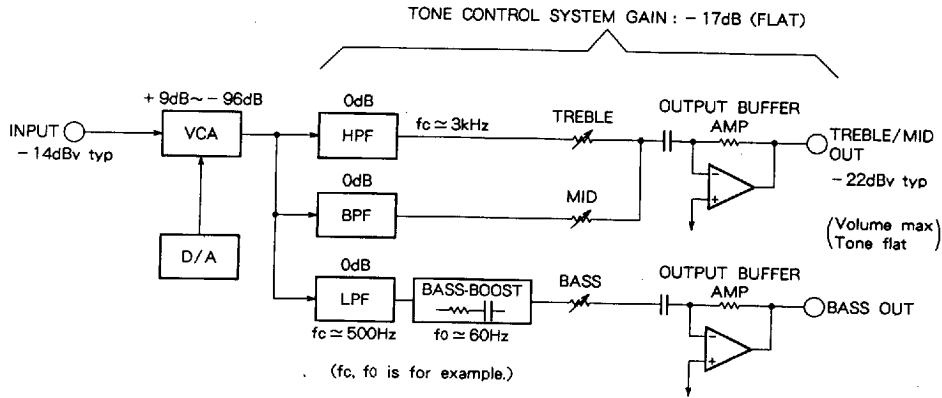 TONE CONTROL SYSTEM GAIN : - 17dB (FLAT)
+ 9dB~ - 96dB
0dB
OUTPUT BUFFER
AMP
INPUT
VCA
HPF
fc ≃ 3kHz
TREBLE
TREBLE/MID
OUT
- 14dBv typ
- 22dBv typ
0dB
MID
BPF
(Volume max)
Tone flat
D/A
0dB
BASS
OUTPUT BUFFER
AMP
LPF
BASS-BOOST
BASS OUT
fc ≃ 500Hz
fo ≃ 60Hz
(fc, fo is for example.)